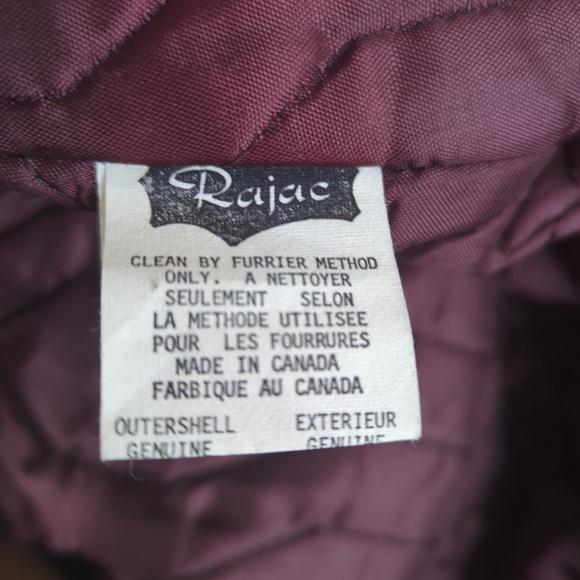 Rajac
CLEAN BY FURRIER METHOD
ONLY. A NETTOYER
SEULEMENT SELON
LA METHODE UTILISEE
POUR LES FOURRURES
MADE IN CANADA
FARBIQUE AU CANADA
OUTERSHELL EXTERIEUR
GENUINE GENUINE